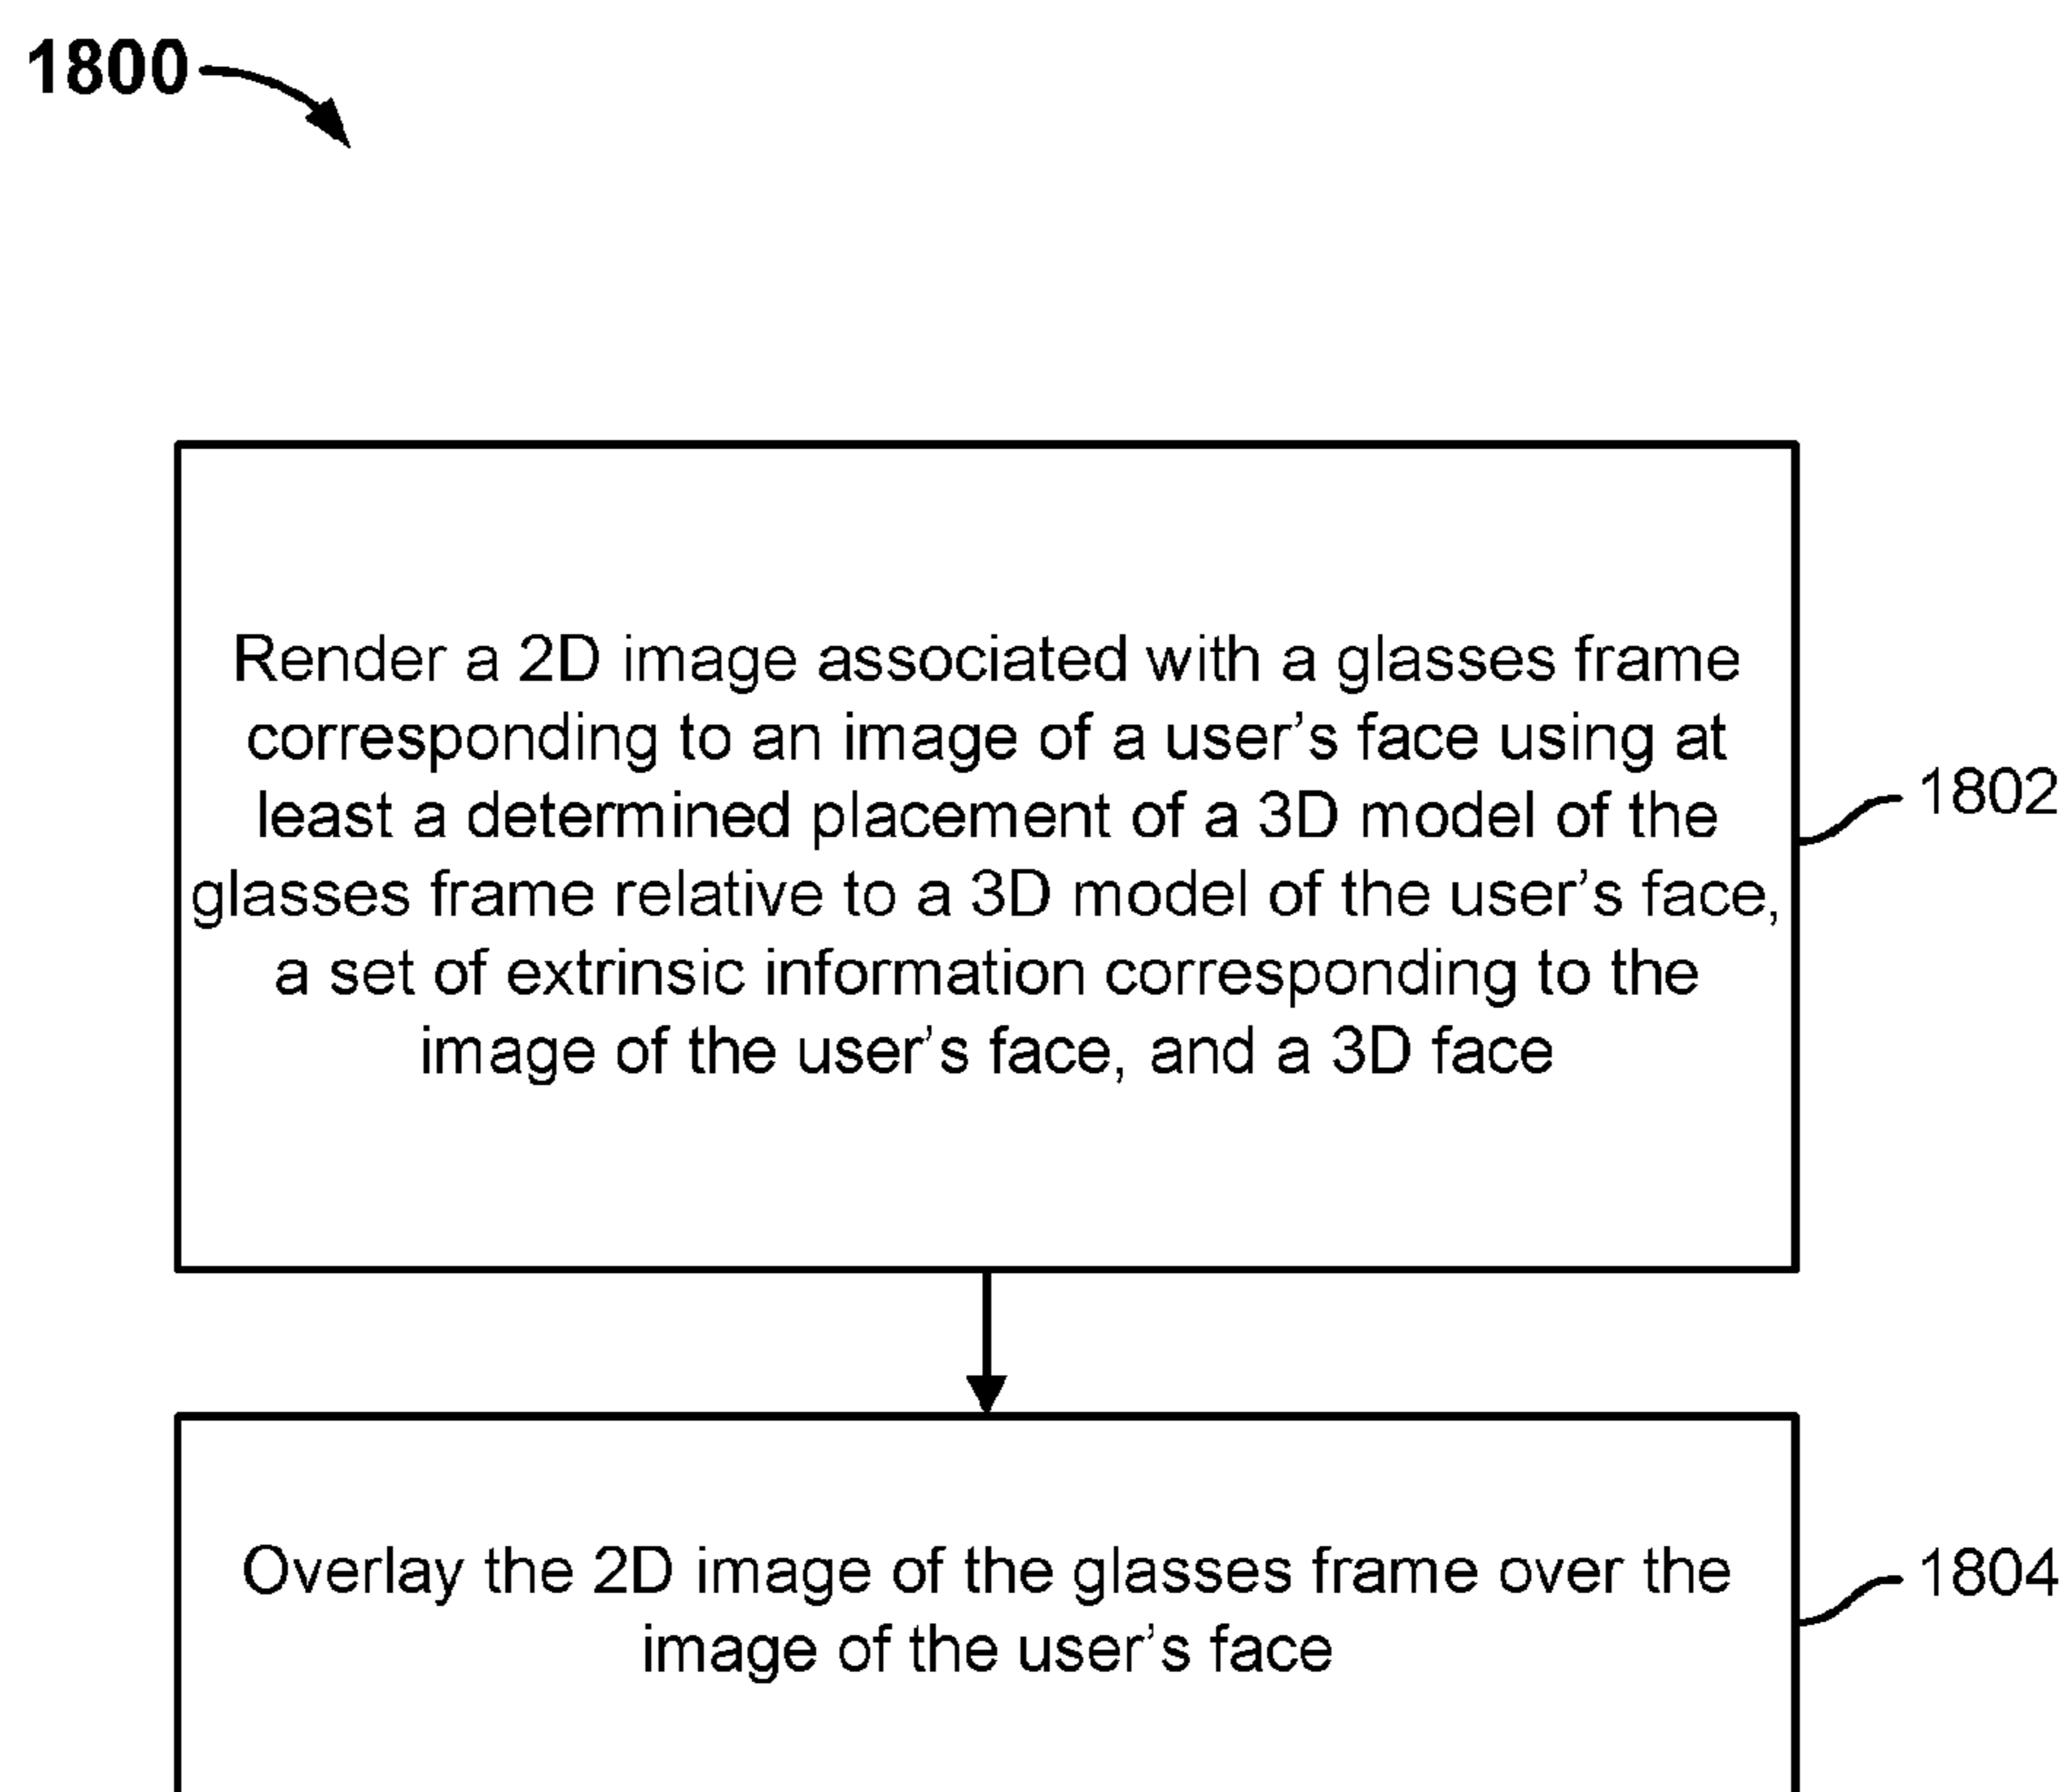 1800
Render a 2D image associated with a glasses frame
corresponding to an image of a user's face using at
least a determined placement of a 3D model of the
glasses frame relative to a 3D model of the user's face,
a set of extrinsic information corresponding to the
image of the user's face, and a 3D face
1802
Overlay the 2D image of the glasses frame over the
image of the user's face
1804